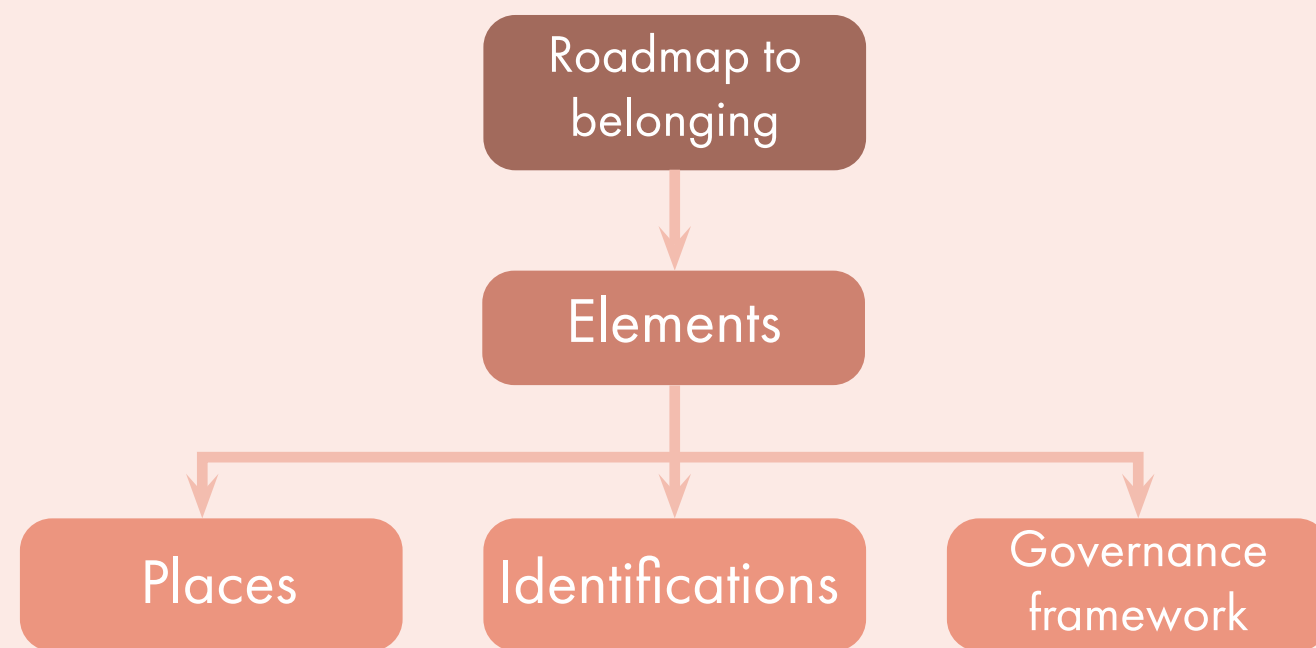 Roadmap to
belonging
Elements
Places
Identifications
Governance
framework